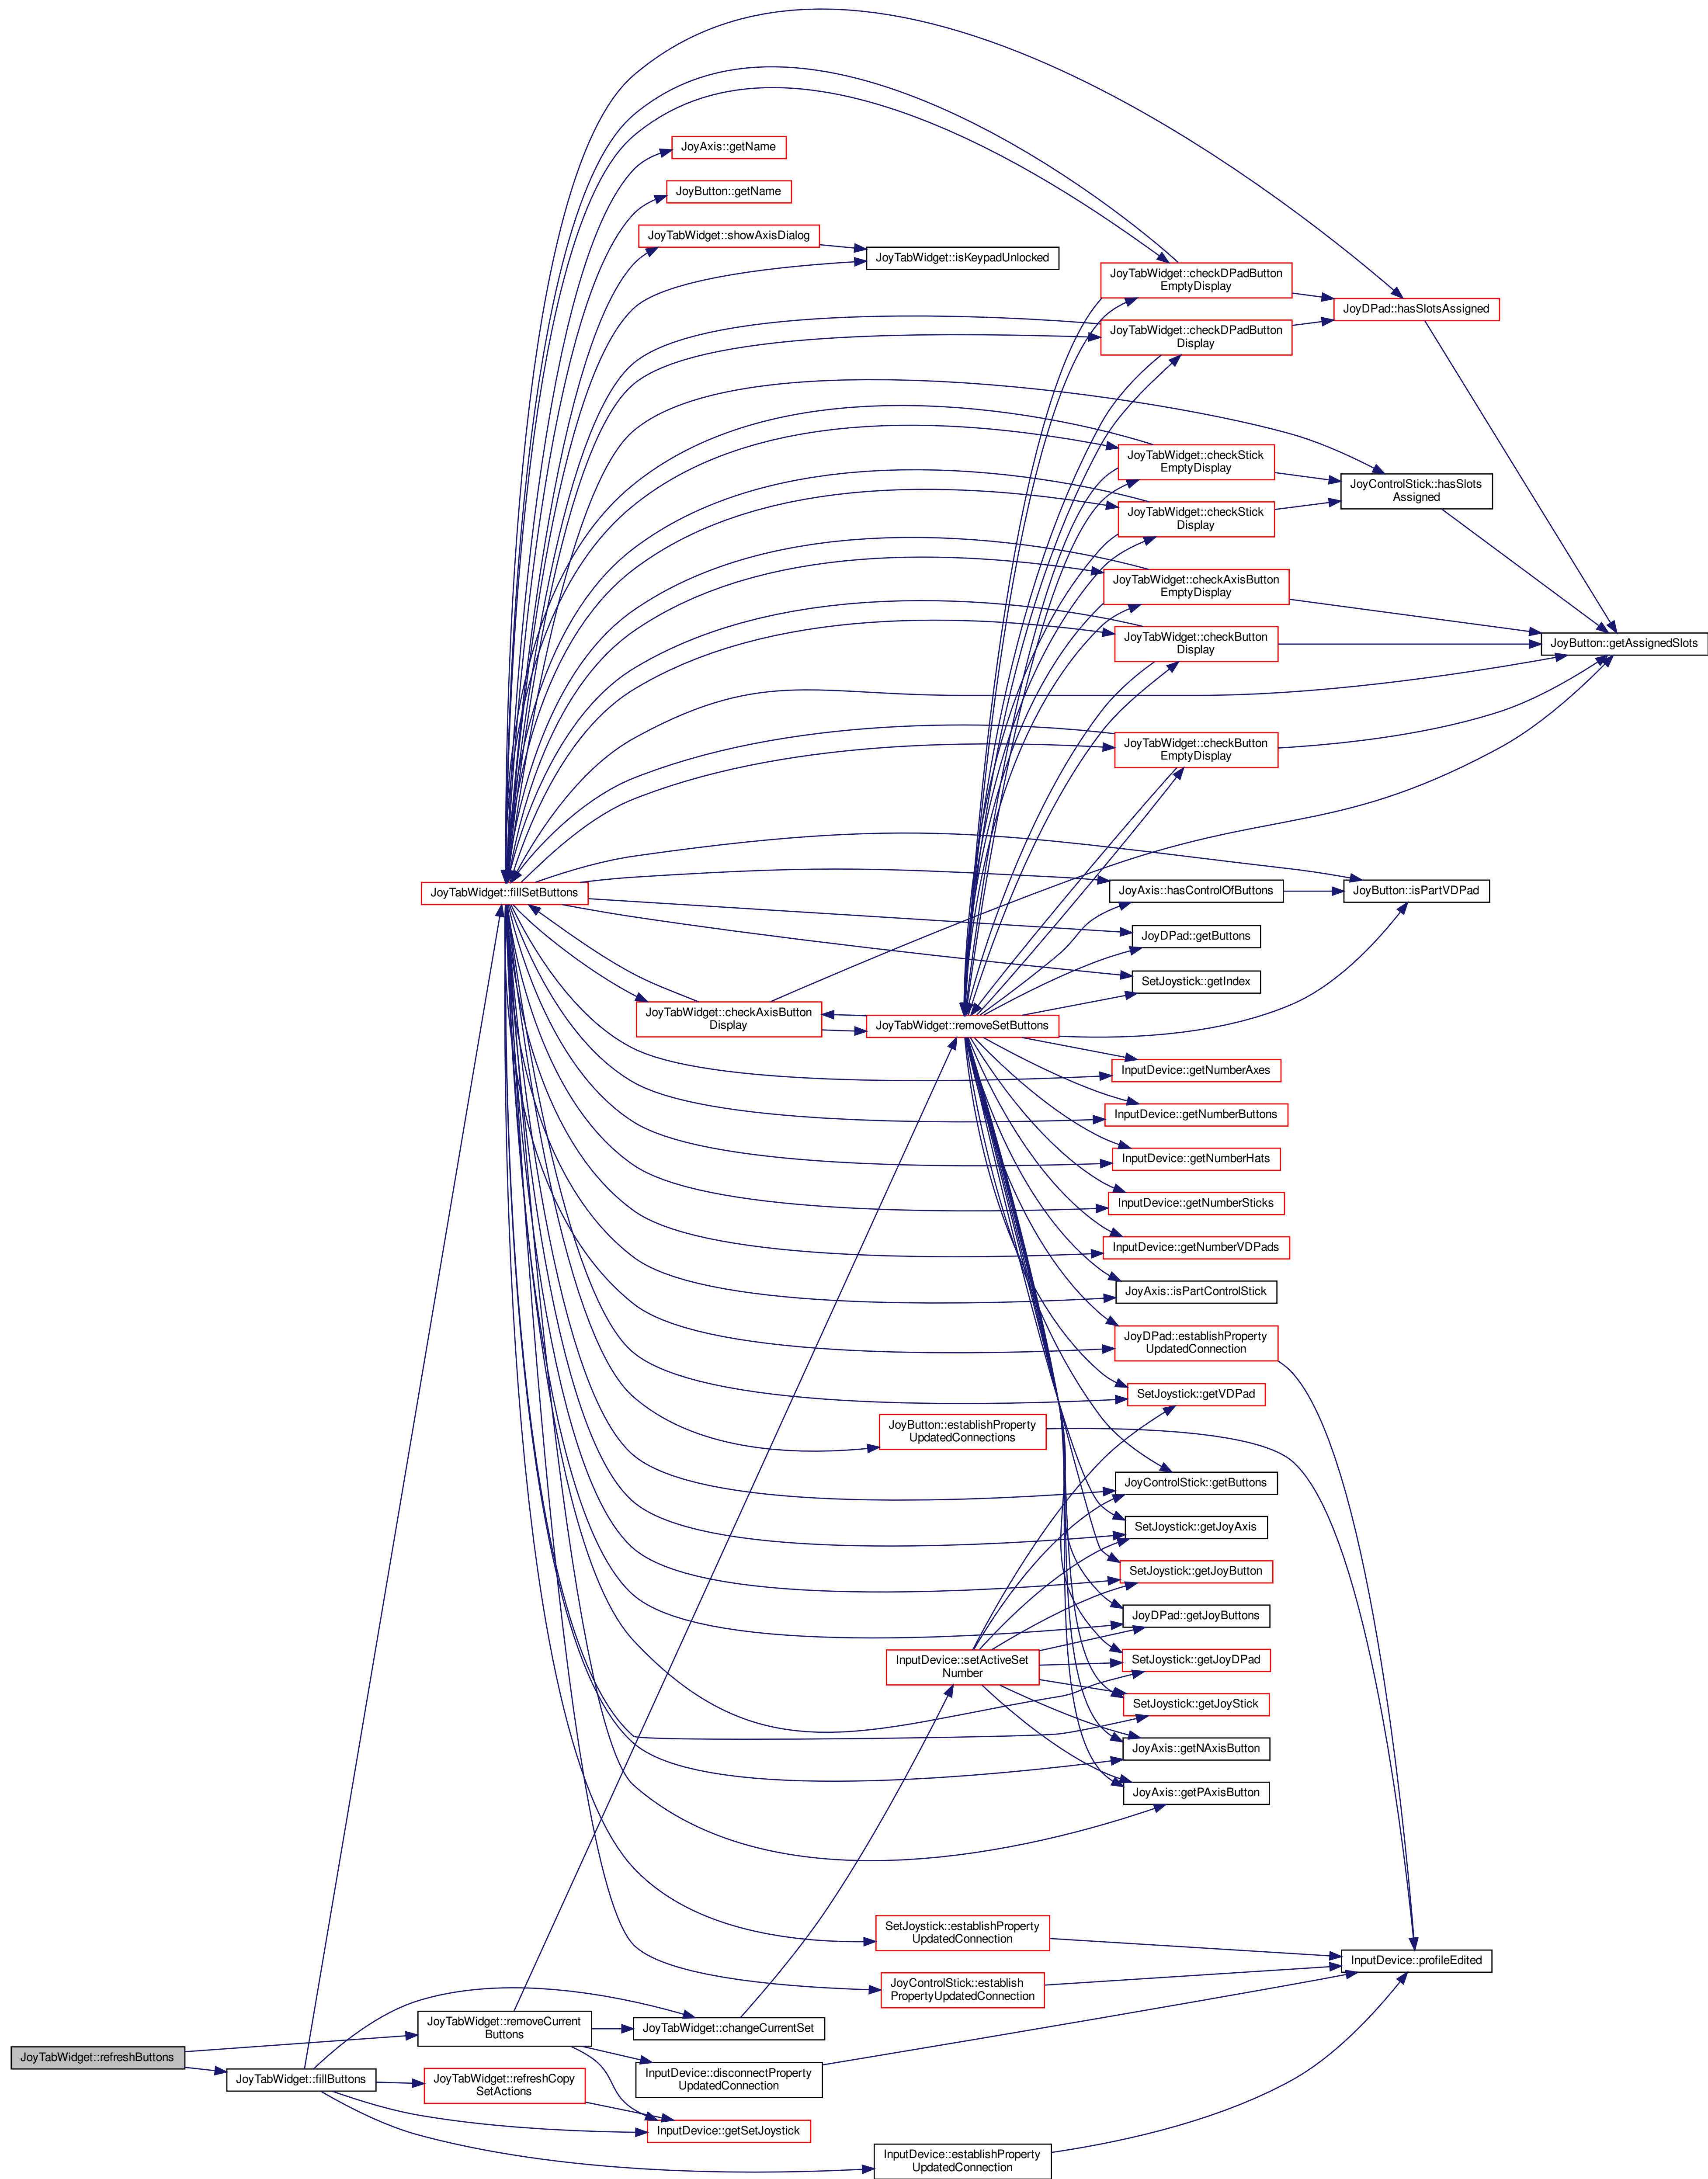 JoyAxis::getName
JoyButton::getName
JoyTabWidget::showAxisDialog
JoyTabWidget::isKeypadUnlocked
JoyTabWidget::checkDPadButton
EmptyDisplay
JoyDPad::hasSlotsAssigned
JoyTabWidget::checkDPadButton
Display
JoyTabWidget::checkStick
EmptyDisplay
JoyControlStick::hasSlots
Assigned
JoyTabWidget::checkStick
Display
JoyTabWidget::checkAxisButton
EmptyDisplay
JoyTabWidget::checkButton
Display
JoyButton::getAssignedSlots
JoyTabWidget::checkButton
EmptyDisplay
JoyTabWidget::fillSetButtons
JoyAxis::hasControlOfButtons
JoyButton::isPartVDPad
JoyDPad::getButtons
SetJoystick::getIndex
JoyTabWidget::checkAxisButton
Display
JoyTabWidget::removeSetButtons
InputDevice::getNumberAxes
InputDevice::getNumberButtons
InputDevice::getNumberHats
InputDevice::getNumberSticks
InputDevice::getNumberVDPads
JoyAxis::isPartControlStick
JoyDPad::establishProperty
UpdatedConnection
SetJoystick::getVDPad
JoyButton::establishProperty
UpdatedConnections
JoyControlStick::getButtons
SetJoystick::getJoyAxis
SetJoystick::getJoyButton
JoyDPad::getJoyButtons
InputDevice::setActiveSet
Number
SetJoystick::getJoyDPad
SetJoystick::getJoyStick
JoyAxis::getNAxisButton
JoyAxis::getPAxisButton
SetJoystick::establishProperty
UpdatedConnection
InputDevice::profileEdited
JoyControlStick::establish
PropertyUpdatedConnection
JoyTabWidget::removeCurrent
Buttons
JoyTabWidget::changeCurrentSet
JoyTabWidget::refreshButtons
JoyTabWidget::fillButtons
InputDevice::disconnectProperty
UpdatedConnection
JoyTabWidget::refreshCopy
SetActions
InputDevice::getSetJoystick
InputDevice::establishProperty
UpdatedConnection